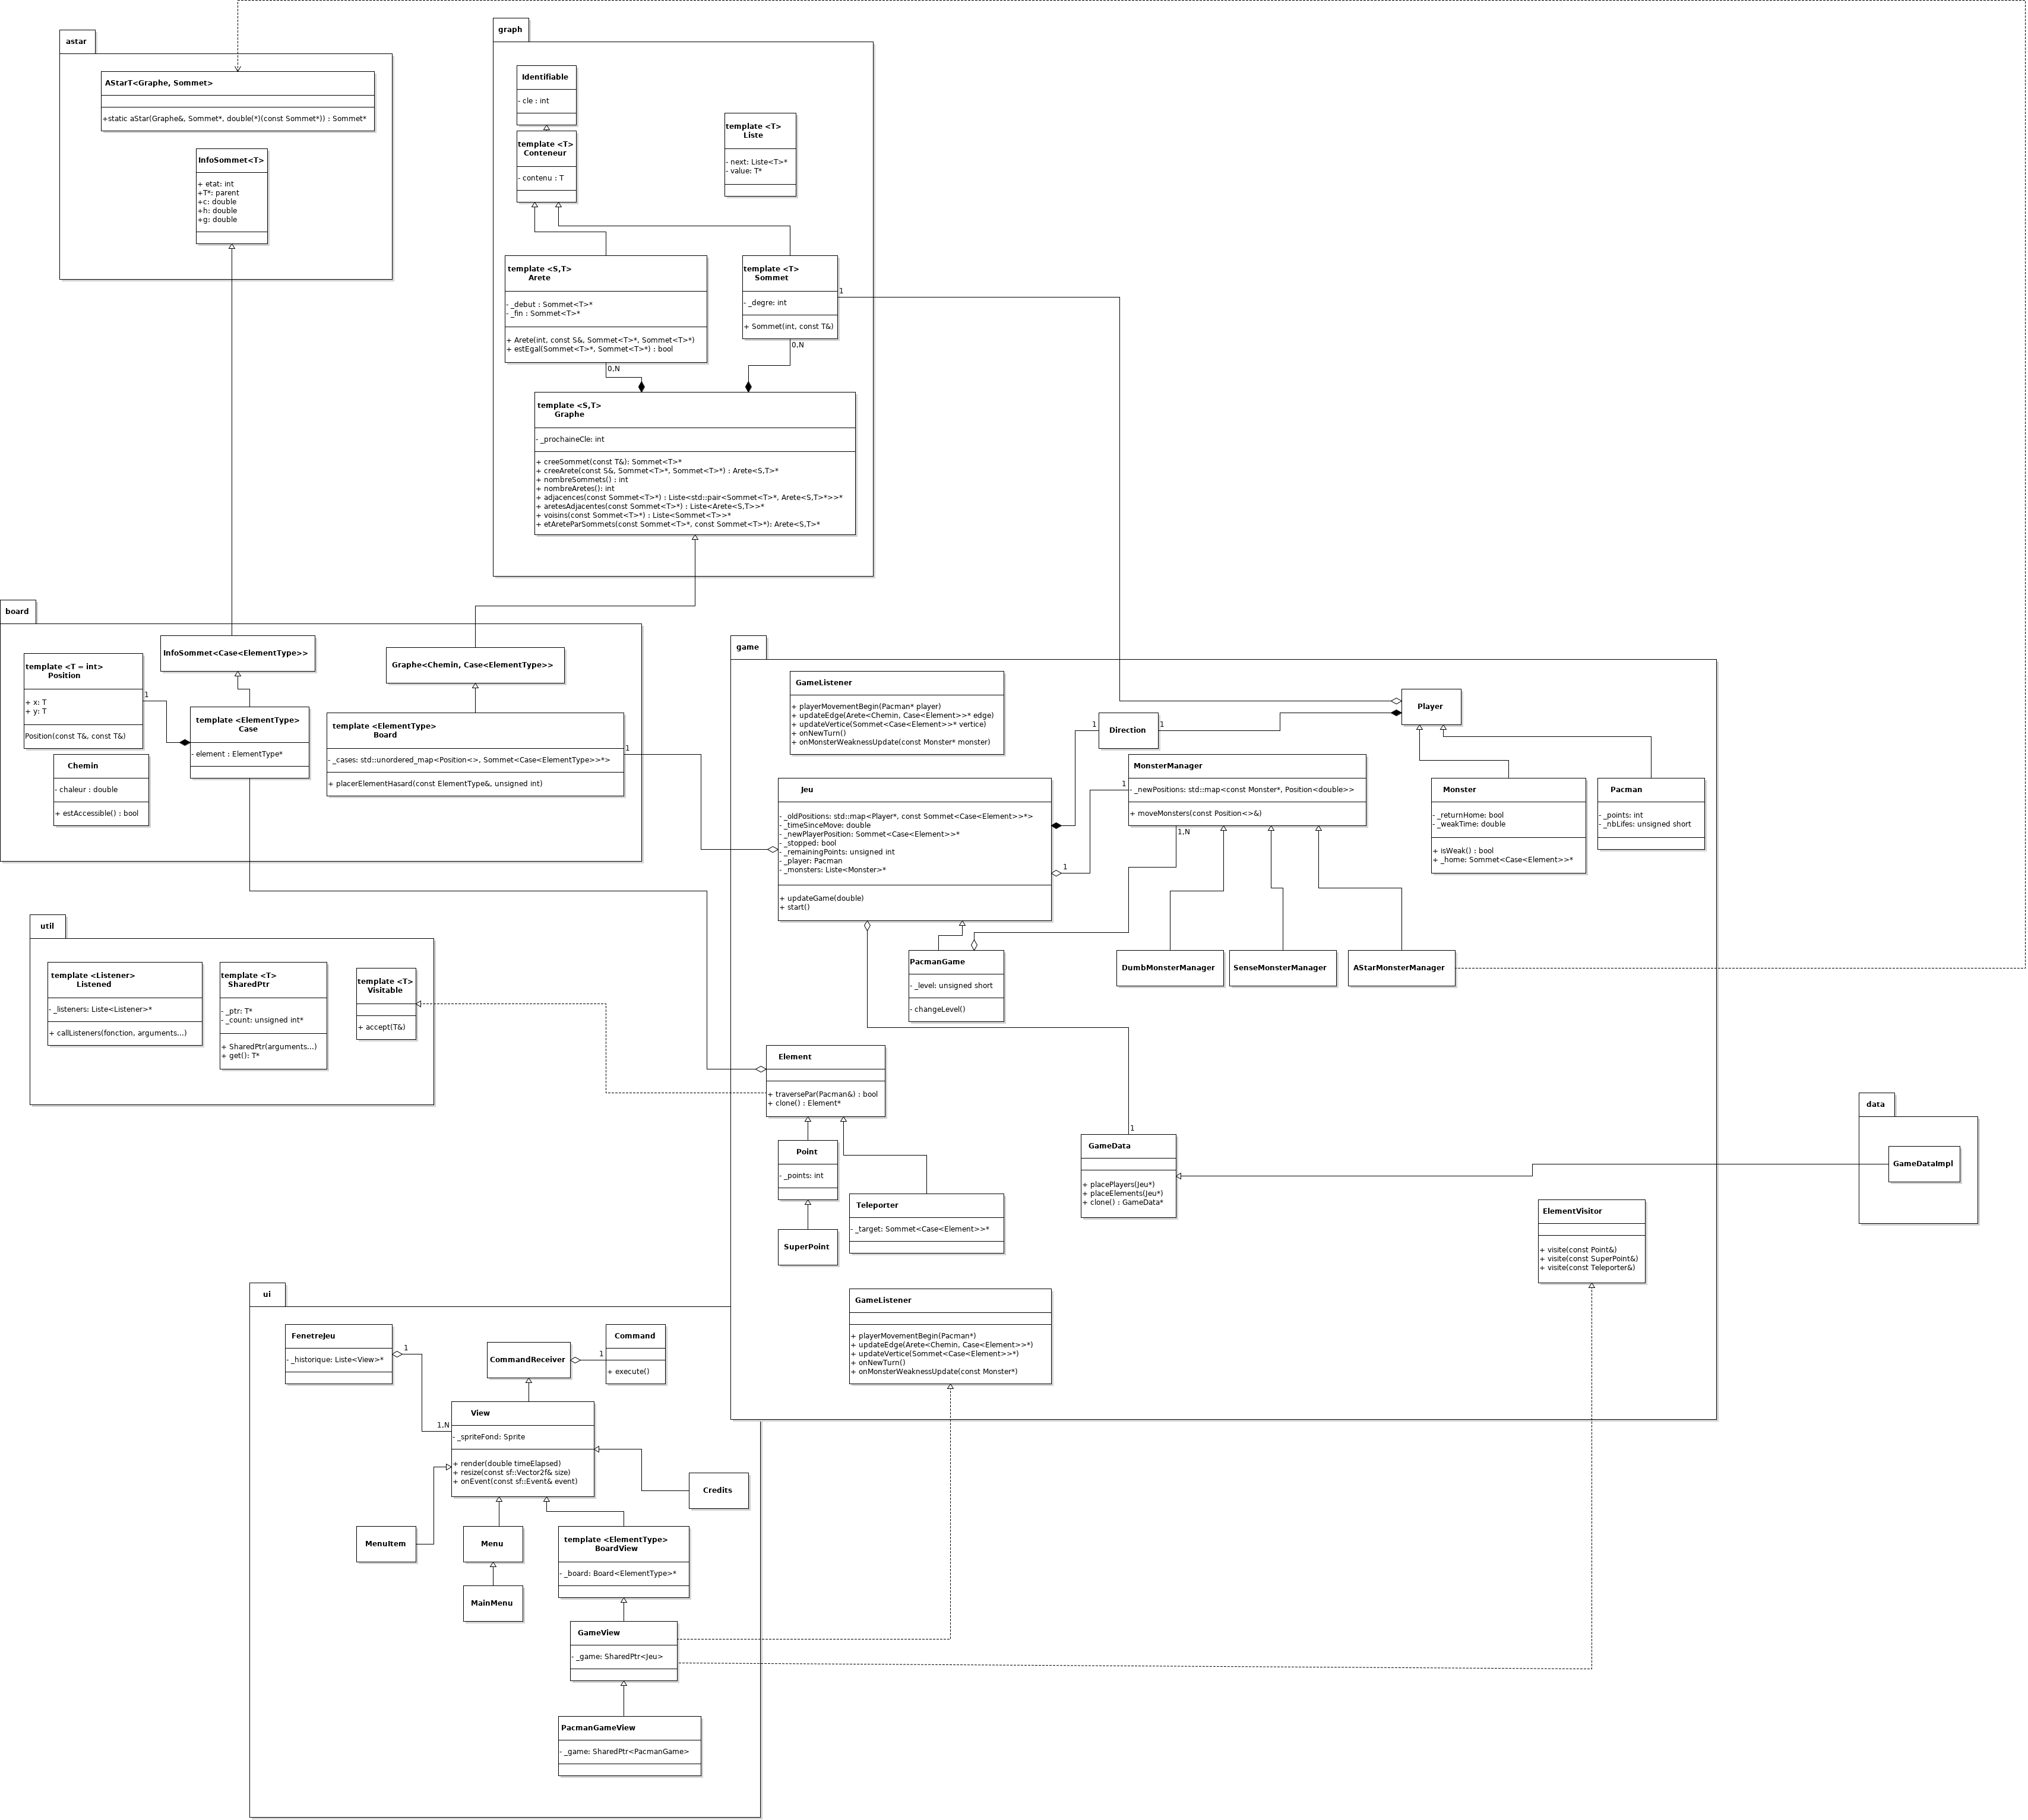 astar
AStarT<Graphe, Sommet>
+static aStar(Graphe&, Sommet*, double(*)(const Sommet*)) : Sommet*
InfoSommet<T>
+ etat: int
+T*: parent
+c: double
+h: double
+g: double
graph
Identifiable
- cle : int
template <T>
Conteneur
- contenu : T
template <T>
Liste
- next: Liste<T>*
- value: T*
template <S,T>
Arete
- _debut : Sommet<T>*
- _fin : Sommet<T>*
+ Arete(int, const S&, Sommet<T>*, Sommet<T>*)
+ estEgal(Sommet<T>*, Sommet<T>*) : bool
0,N
template <T>
Sommet
- _degre: int
+ Sommet(int, const T&)
1
0,N
template <S,T>
Graphe
- _prochaineCle: int
+ creeSommet(const T&): Sommet<T>*
+ creeArete(const S&, Sommet<T>*, Sommet<T>*) : Arete<S,T>*
+ nombreSommets() : int
+ nombreAretes(): int
+ adjacences(const Sommet<T>*) : Liste<std::pair<Sommet<T>*, Arete<S,T>*>>*
+ aretesAdjacentes(const Sommet<T>*) : Liste<Arete<S,T>>*
+ voisins(const Sommet<T>*) : Liste<Sommet<T>>*
+ etAreteParSommets(const Sommet<T>*, const Sommet<T>*): Arete<S,T>*
board
template <T = int>
Position
+ x: T
+ y: T
Position(const T&, const T&)
1
InfoSommet<Case<ElementType>>
template <ElementType>
Case
- element : ElementType*
Chemin
- chaleur : double
+ estAccessible() : bool
Graphe<Chemin, Case<ElementType>>
template <ElementType>
Board
- _cases: std::unordered_map<Position<>, Sommet<Case<ElementType>>*>
+ placerElementHasard(const ElementType&, unsigned int)
1
game
GameListener
+ playerMovementBegin(Pacman* player)
+ updateEdge(Arete<Chemin, Case<Element>>* edge)
+ updateVertice(Sommet<Case<Element>>* vertice)
+ onNewTurn()
+ onMonsterWeaknessUpdate(const Monster* monster)
1
Direction
1
Player
Jeu
- _oldPositions: std::map<Player*, const Sommet<Case<Element>>*>
- _timeSinceMove: double
- _newPlayerPosition: Sommet<Case<Element>>*
- _stopped: bool
- _remainingPoints: unsigned int
- _player: Pacman
- _monsters: Liste<Monster>*
+ updateGame(double)
+ start()
1
MonsterManager
1
- _newPositions: std::map<const Monster*, Position<double>>
+ moveMonsters(const Position<>&)
1,N
Monster
- _returnHome: bool
- _weakTime: double
+ isWeak() : bool
+ _home: Sommet<Case<Element>>*
Pacman
- _points: int
- _nbLifes: unsigned short
PacmanGame
- _level: unsigned short
- changeLevel()
DumbMonsterManager
SenseMonsterManager
AStarMonsterManager
util
template <Listener>
Listened
- _listeners: Liste<Listener>*
+ callListeners(fonction, arguments...)
template <T>
SharedPtr
- _ptr: T*
- _count: unsigned int*
+ SharedPtr(arguments...)
+ get(): T*
template <T>
Visitable
+ accept(T&)
Element
+ traversePar(Pacman&) : bool
+ clone() : Element*
Point
- _points: int
SuperPoint
Teleporter
- _target: Sommet<Case<Element>>*
1
GameData
+ placePlayers(Jeu*)
+ placeElements(Jeu*)
+ clone() : GameData*
data
GameDataImpl
ElementVisitor
+ visite(const Point&)
+ visite(const SuperPoint&)
+ visite(const Teleporter&)
GameListener
+ playerMovementBegin(Pacman*)
+ updateEdge(Arete<Chemin, Case<Element>>*)
+ updateVertice(Sommet<Case<Element>>*)
+ onNewTurn()
+ onMonsterWeaknessUpdate(const Monster*)
ui
FenetreJeu
- _historique: Liste<View>*
1
1,N
CommandReceiver
1
Command
+ execute()
View
- _spriteFond: Sprite
+ render(double timeElapsed)
+ resize(const sf::Vector2f& size)
+ onEvent(const sf::Event& event)
Credits
MenuItem
Menu
MainMenu
template <ElementType>
BoardView
- _board: Board<ElementType>*
GameView
- _game: SharedPtr<Jeu>
PacmanGameView
- _game: SharedPtr<PacmanGame>